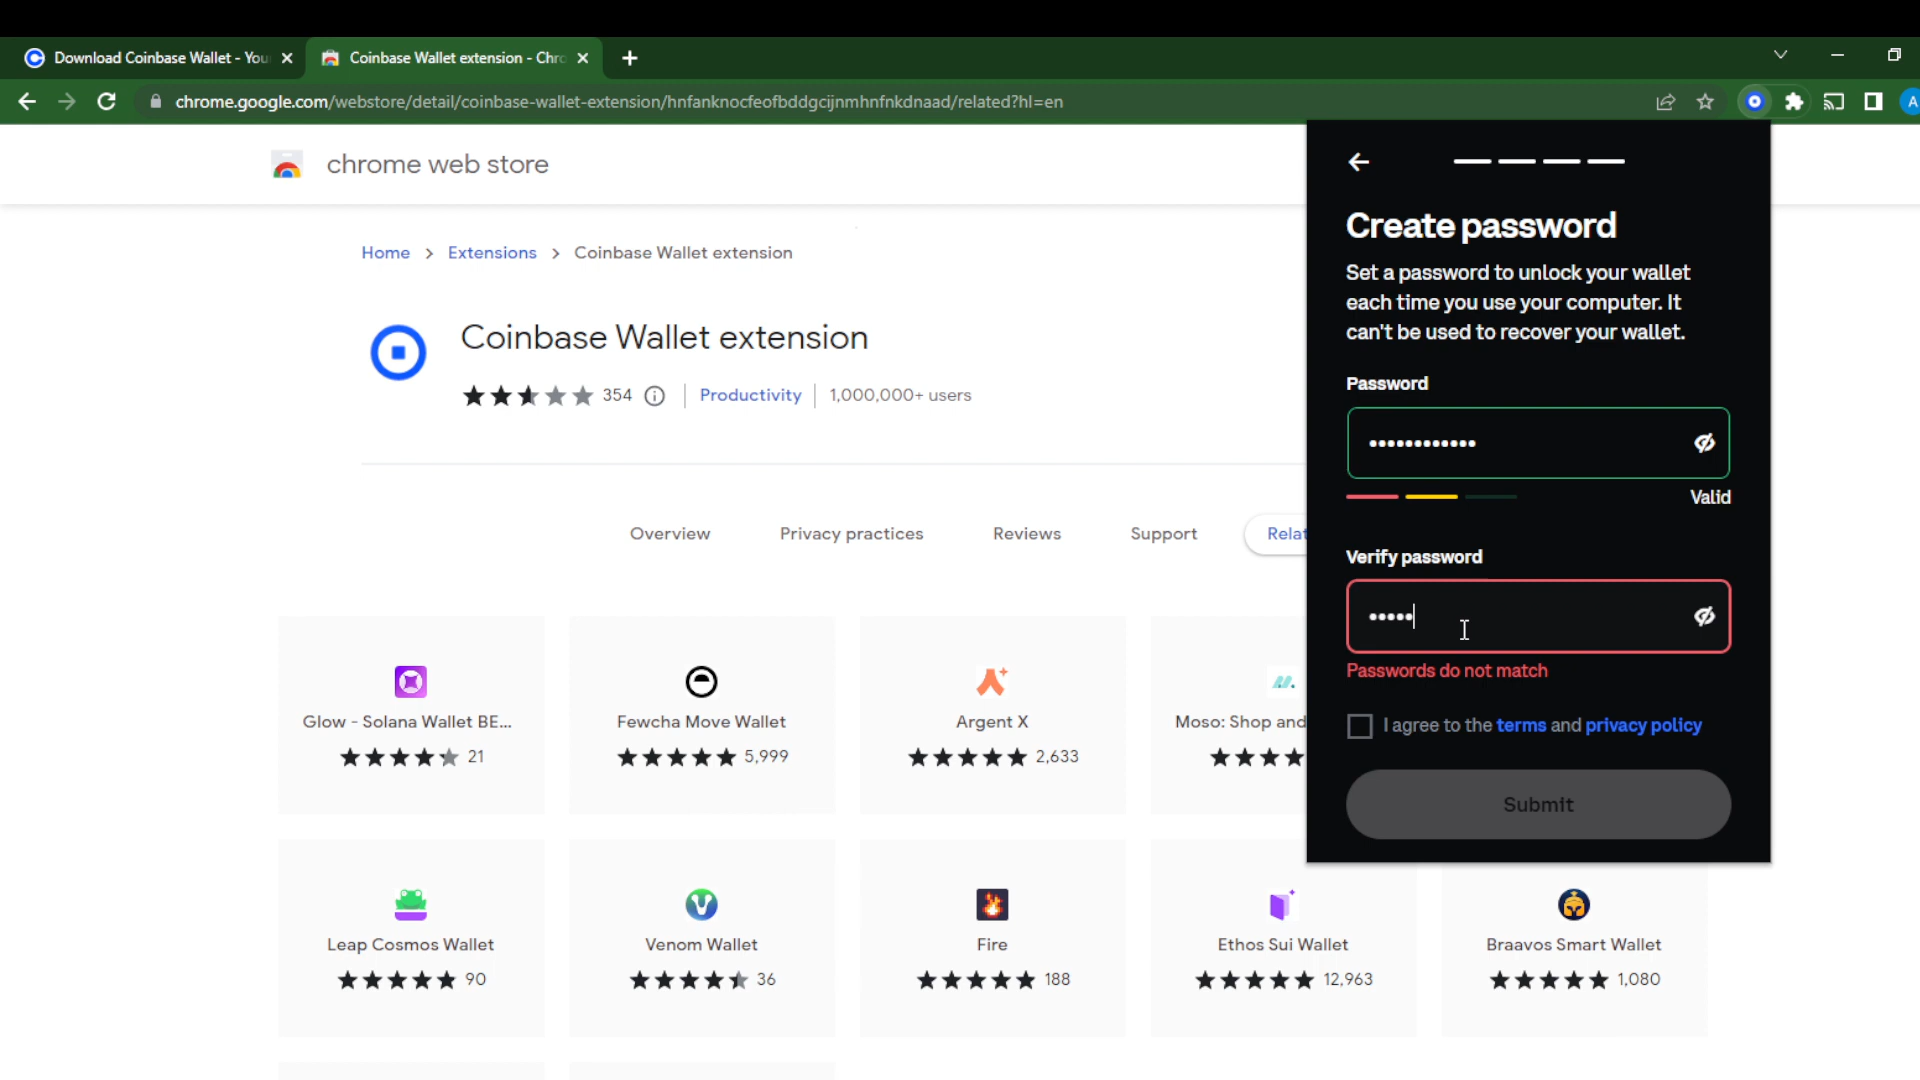 Download Coinbase Wallet - You
Coinbase Wallet extension - Chro
chrome.google.com/webstore/detail/coinbase-wallet-extension/hnfanknocfeofbddgcijnmhnfnkdnaad/related?hl=en
A
chrome web store
Home > Extensions > Coinbase Wallet extension
Coinbase Wallet extension
354 Productivity 1,000,000+ users
Overview Privacy practices Reviews Support Relat
Glow - Solana Wallet BE...
21
Fewcha Move Wallet
5,999
Argent X
2,633
Moso: Shop and
Leap Cosmos Wallet
90
Venom Wallet
36
Fire
188
Ethos Sui Wallet
12,963
Braavos Smart Wallet
1,080
Create password
Set a password to unlock your wallet
each time you use your computer. It
can't be used to recover your wallet.
Password
••••••••••••
Valid
Verify password
•••••
Passwords do not match
I agree to the terms and privacy policy
Submit